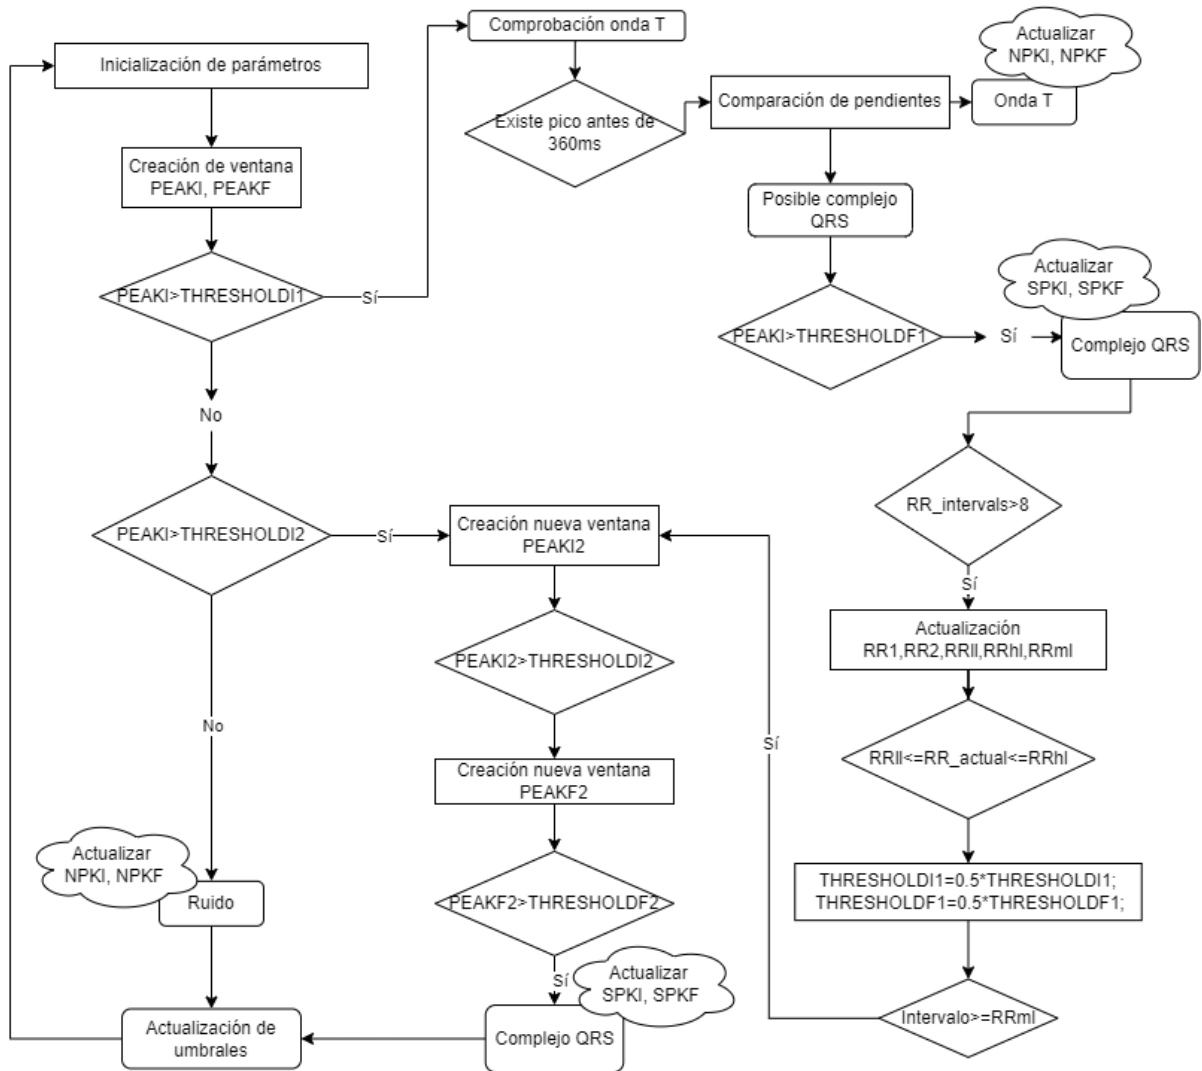 Inicialización de parámetros
Creación de ventana
PEAKI, PEAKF
PEAKI>THRESHOLDI1
Sí
No
PEAKI>THRESHOLDI2
Sí
No
Actualizar
NPKI, NPKF
Ruido
Actualización de
umbrales
Comprobación onda T
Existe pico antes de
360ms
Comparación de pendientes
Actualizar
NPKI, NPKF
Onda T
Posible complejo
QRS
PEAKI>THRESHOLDF1
Sí
Actualizar
SPKI, SPKF
Complejo QRS
RR_intervals>8
Sí
Actualización
RR1,RR2,RRll,RRhl,RRml
RRll<=RR_actual<=RRhl
THRESHOLDI1=0.5*THRESHOLDI1;
THRESHOLDF1=0.5*THRESHOLDF1;
Intervalo>=RRml
Sí
Creación nueva ventana
PEAKI2
PEAKI2>THRESHOLDI2
Creación nueva ventana
PEAKF2
PEAKF2>THRESHOLDF2
Sí
Actualizar
SPKI, SPKF
Complejo QRS